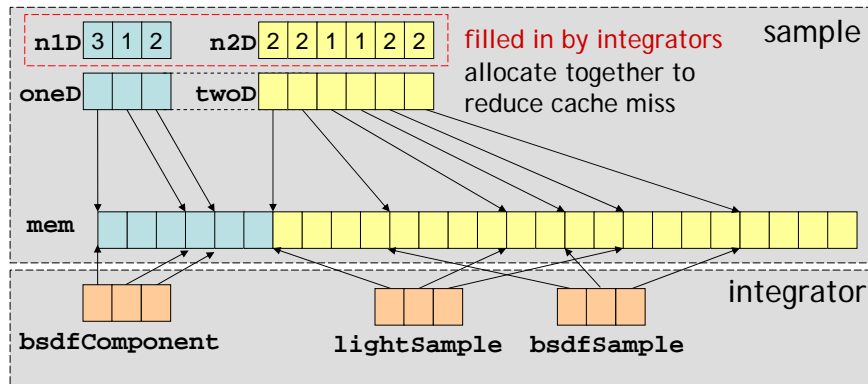 sample
n1D 3 1 2 n2D 2 2 1 1 2 2 filled in by integrators
oneD twoD allocate together to
reduce cache miss
mem
integrator
bsdfComponent lightSample bsdfSample